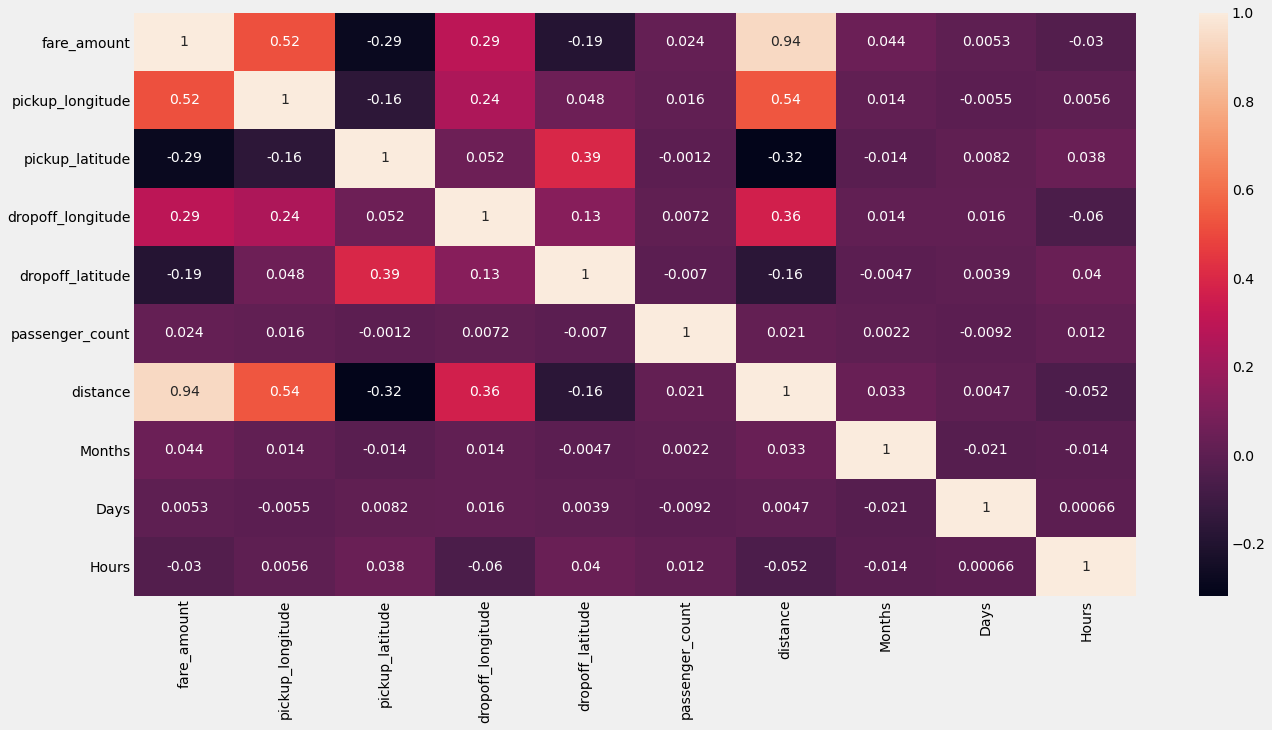 fare_amount 1 0.52 -0.29 0.29 -0.19 0.024 0.94 0.044 0.0053 -0.03
pickup_longitude 0.52 1 -0.16 0.24 0.048 0.016 0.54 0.014 -0.0055 0.0056
pickup_latitude -0.29 -0.16 1 0.052 0.39 -0.0012 -0.32 -0.014 0.0082 0.038
dropoff_longitude 0.29 0.24 0.052 1 0.13 0.0072 0.36 0.014 0.016 -0.06
dropoff_latitude -0.19 0.048 0.39 0.13 1 -0.007 -0.16 -0.0047 0.0039 0.04
passenger_count 0.024 0.016 -0.0012 0.0072 -0.007 1 0.021 0.0022 -0.0092 0.012
distance 0.94 0.54 -0.32 0.36 -0.16 0.021 1 0.033 0.0047 -0.052
Months 0.044 0.014 -0.014 0.014 -0.0047 0.0022 0.033 1 -0.021 -0.014
Days 0.0053 -0.0055 0.0082 0.016 0.0039 -0.0092 0.0047 -0.021 1 0.00066
Hours -0.03 0.0056 0.038 -0.06 0.04 0.012 -0.052 -0.014 0.00066 1
fare_amount
pickup_longitude
pickup_latitude
dropoff_longitude
dropoff_latitude
passenger_count
distance
Months
Days
Hours
1.0
0.8
0.6
0.4
0.2
0.0
−0.2